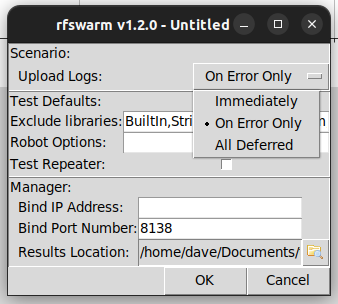 rfswarm v1.2.0 - Untitled
Scenario:
Upload Logs: On Error Only
Immediately
Test Defaults:
Exclude libraries: BuiltIn,Stri
On Error Only
Robot Options:
All Deferred
Test Repeater:
Manager:
Bind IP Address:
Bind Port Number: 8138
Results Location: /home/dave/Documents/
OK Cancel